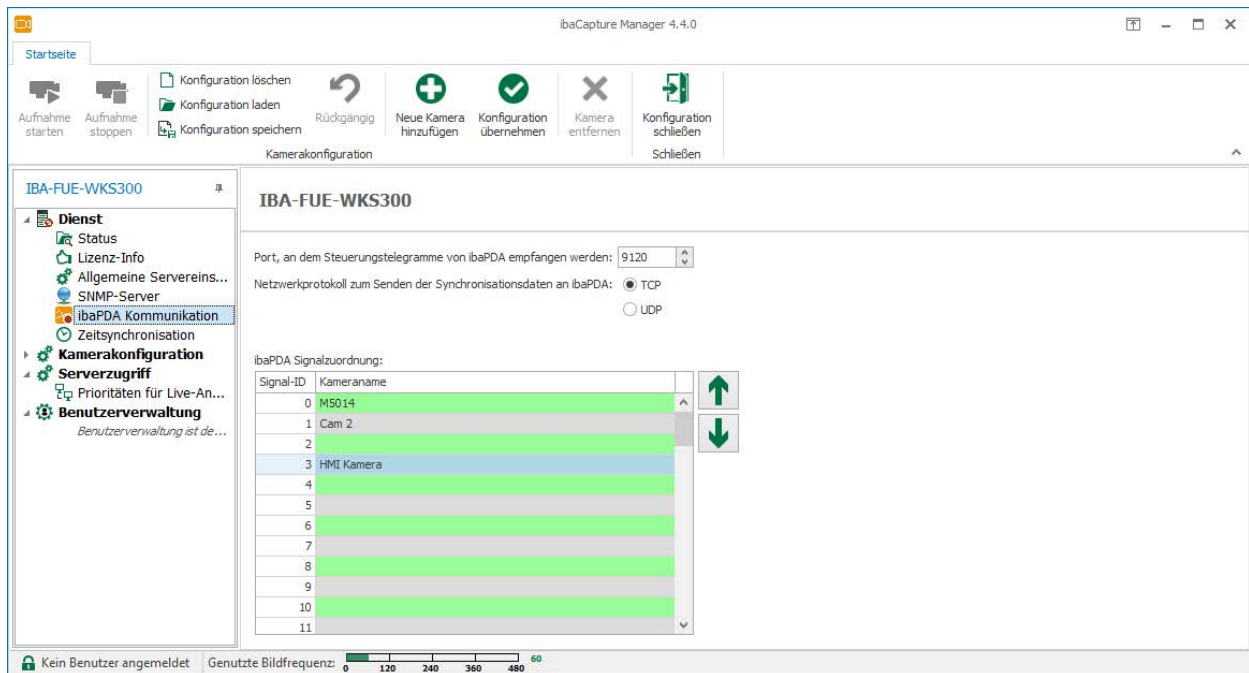 ibaCapture Manager 4.4.0
Startseite
Aufnahme starten
Aufnahme stoppen
Konfiguration löschen
Konfiguration laden
Konfiguration speichern
Rückgängig
Neue Kamera hinzufügen
Konfiguration übernehmen
Kamera entfernen
Konfiguration schließen
Kamerakonfiguration
Schließen
IBA-FUE-WKS300
Dienst
Status
Lizenz-Info
Allgemeine Servereins...
SNMP-Server
ibaPDA Kommunikation
Zeitsynchronisation
Kamerakonfiguration
Serverzugriff
Prioritäten für Live-An...
Benutzerverwaltung
Benutzerverwaltung ist de...
IBA-FUE-WKS300
Port, an dem Steuerungstelegramme von ibaPDA empfangen werden: 9120
Netzwerkprotokoll zum Senden der Synchronisationsdaten an ibaPDA: TCP
UDP
ibaPDA Signalzuordnung:
Signal-ID Kameraname
0 M5014
1 Cam 2
2
3 HMI Kamera
4
5
6
7
8
9
10
11
Kein Benutzer angemeldet Genutzte Bildfrequenz: 0 120 240 360 480 60